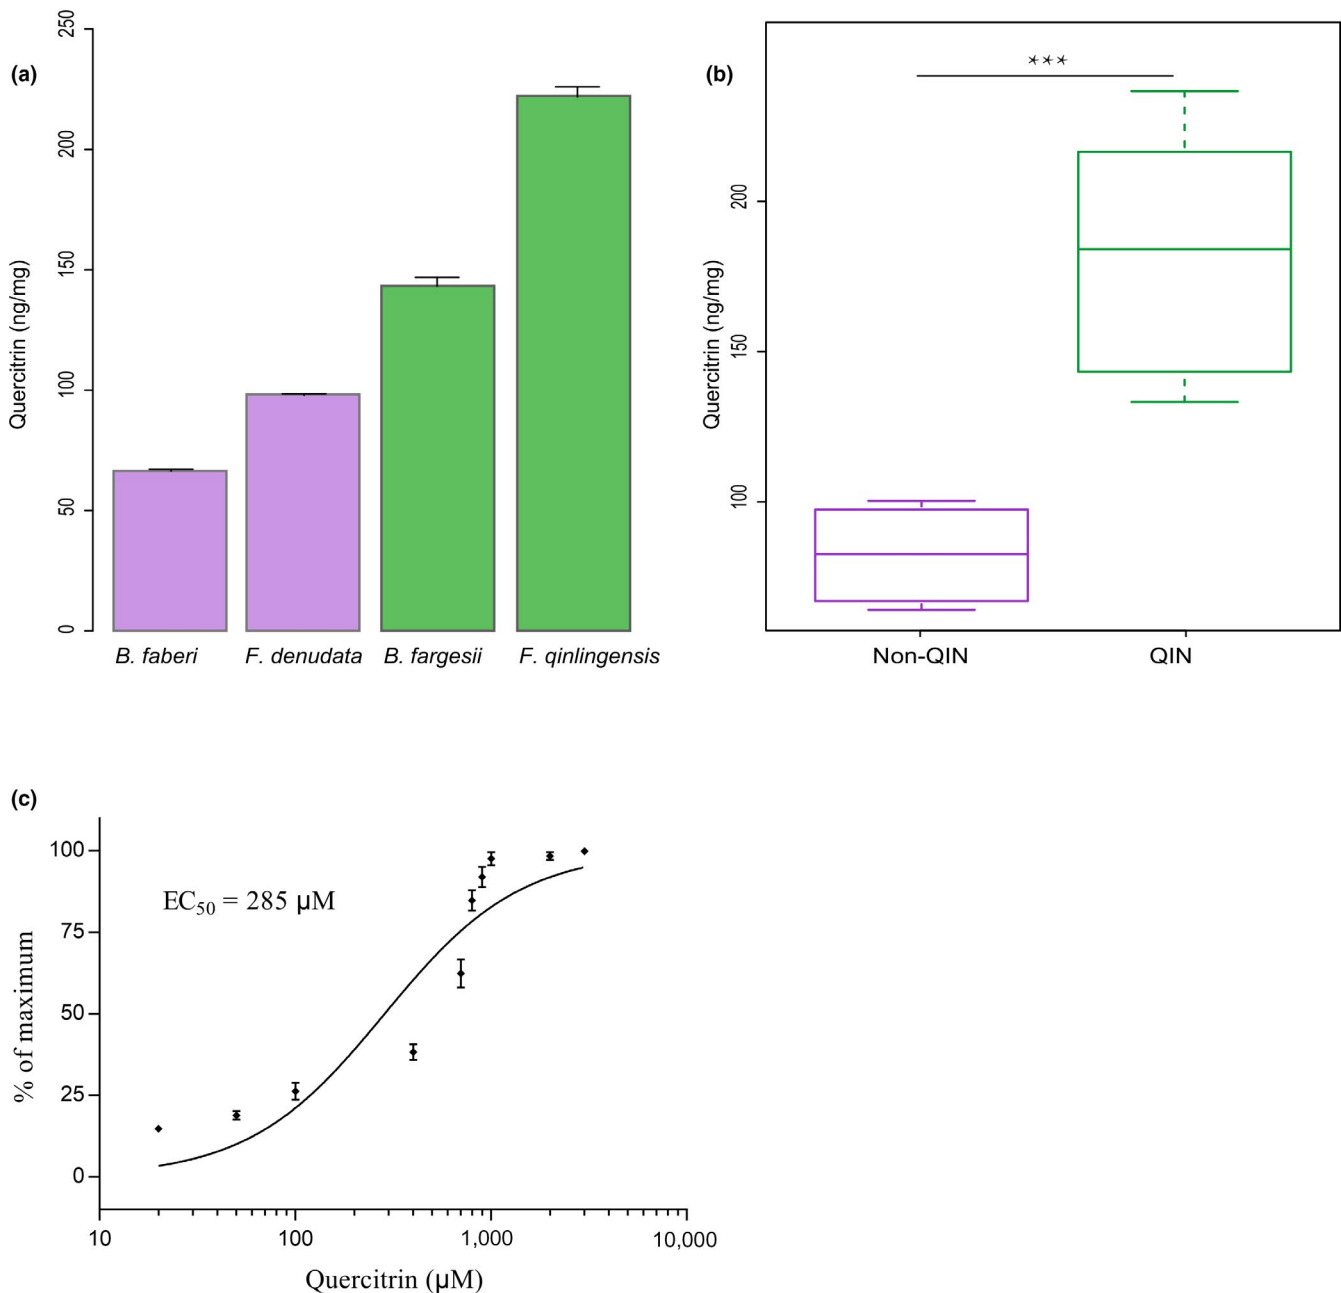 (a)
Quercitrin (ng/mg)
250
200
150
100
50
0
B. faberi F. denudata B. fargesii F. qinlingensis
(b)
***
Quercitrin (ng/mg)
200
150
100
Non-QIN QIN
(c)
EC50 = 285 μM
% of maximum
100
75
50
25
0
10 100 1,000 10,000
Quercitrin (μM)